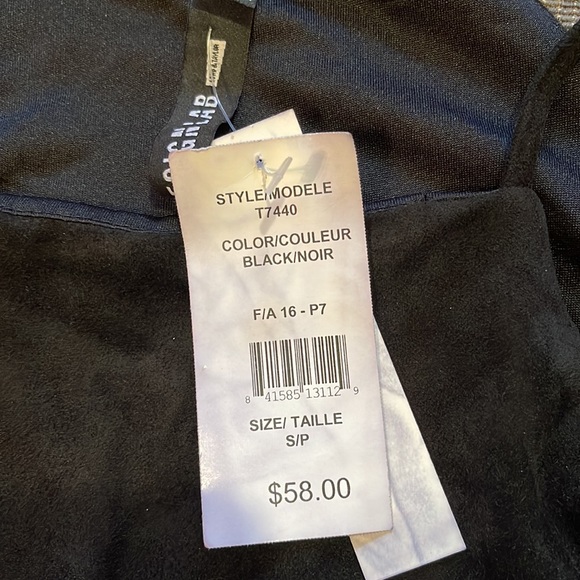 STYLE/MODELE
T7440
COLOR/COULEUR
BLACK/NOIR
F/A 16 - P7
8 41585 13112 9
SIZE/ TAILLE
S/P
$58.00